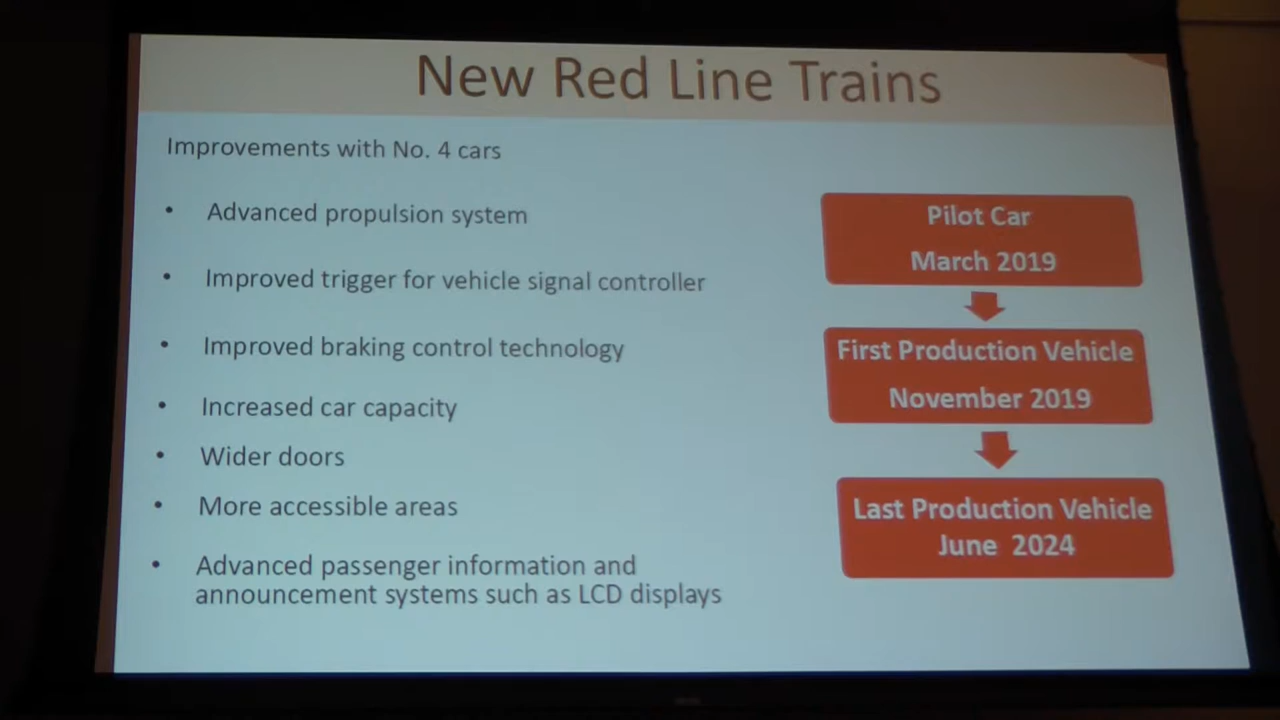 New Red Line Trains
Improvements with No. 4 cars
• Advanced propulsion system
• Improved trigger for vehicle signal controller
• Improved braking control technology
• Increased car capacity
• Wider doors
• More accessible areas
• Advanced passenger information and
announcement systems such as LCD displays
Pilot Car
March 2019
First Production Vehicle
November 2019
Last Production Vehicle
June 2024